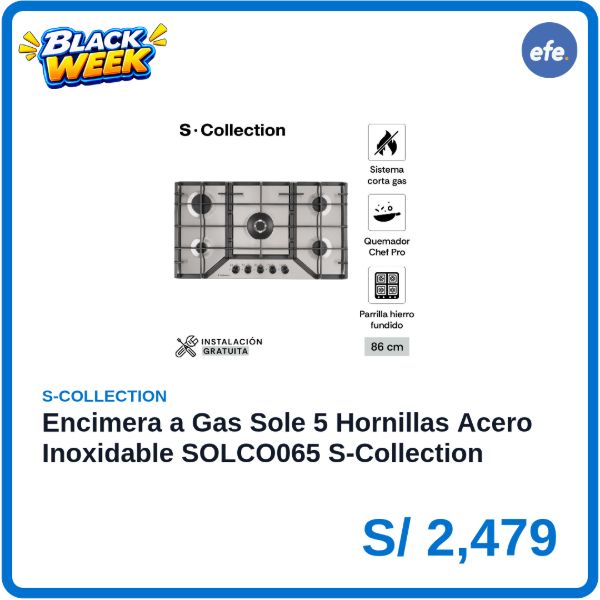 BLACK
WEEK
efe.
S·Collection
Sistema
corta gas
Quemador
Chef Pro
Parrilla hierro
fundido
86 cm
INSTALACIÓN
GRATUITA
S-COLLECTION
Encimera a Gas Sole 5 Hornillas Acero
Inoxidable SOLCO065 S-Collection
S/ 2,479